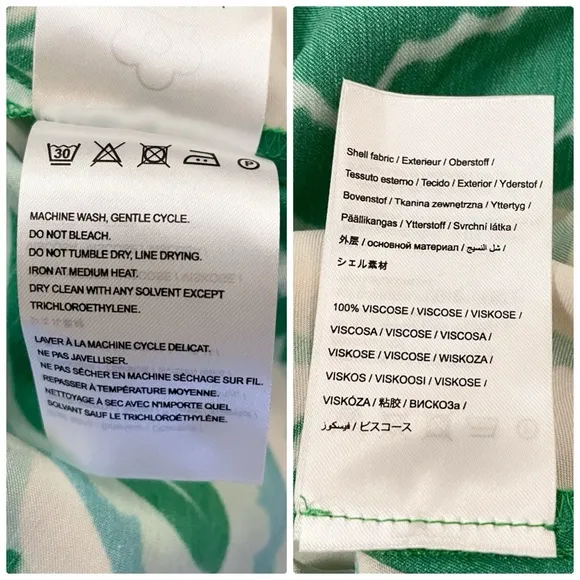 30
P
MACHINE WASH, GENTLE CYCLE.
DO NOT BLEACH.
DO NOT TUMBLE DRY, LINE DRYING.
IRON AT MEDIUM HEAT.
DRY CLEAN WITH ANY SOLVENT EXCEPT
TRICHLOROETHYLENE.
LAVER À LA MACHINE CYCLE DELICAT.
NE PAS JAVELLISER.
NE PAS SÉCHER EN MACHINE SÉCHAGE SUR FIL.
REPASSER À TEMPÉRATURE MOYENNE.
NETTOYAGE À SEC AVEC N'IMPORTE QUEL
SOLVANT SAUF LE TRICHLOROÉTHYLÈNE.
Shell fabric / Exterieur / Oberstoff /
Tessuto esterno / Tecido / Exterior / Yderstof /
Bovenstof / Tkanina zewnętrzna / Yttertyg /
Päällikangas / Ytterstoff / Svrchní látka /
外层 / основной материал / شل النسيج /
シェル素材
100% VISCOSE / VISCOSE / VISKOSE /
VISCOSA / VISCOSE / VISCOSA /
VISKOSE / VISCOSE / WISKOZA /
VISKOS / VISKOOSI / VISKOSE /
VISKÓZA / 粘胶 / ВИСКОЗа /
فيسكوز / ビスコース